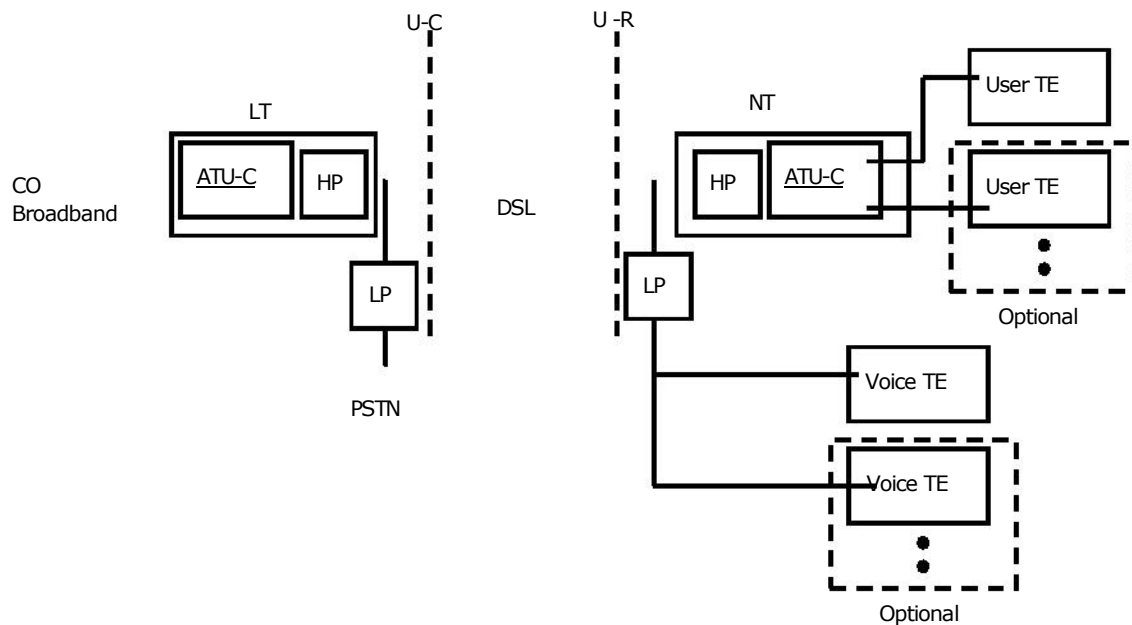 U-C
U -R
User TE
NT
LT
ATU-C
HP
HP
ATU-C
User TE
CO
Broadband
DSL
LP
LP
Optional
Voice TE
PSTN
Voice TE
Optional